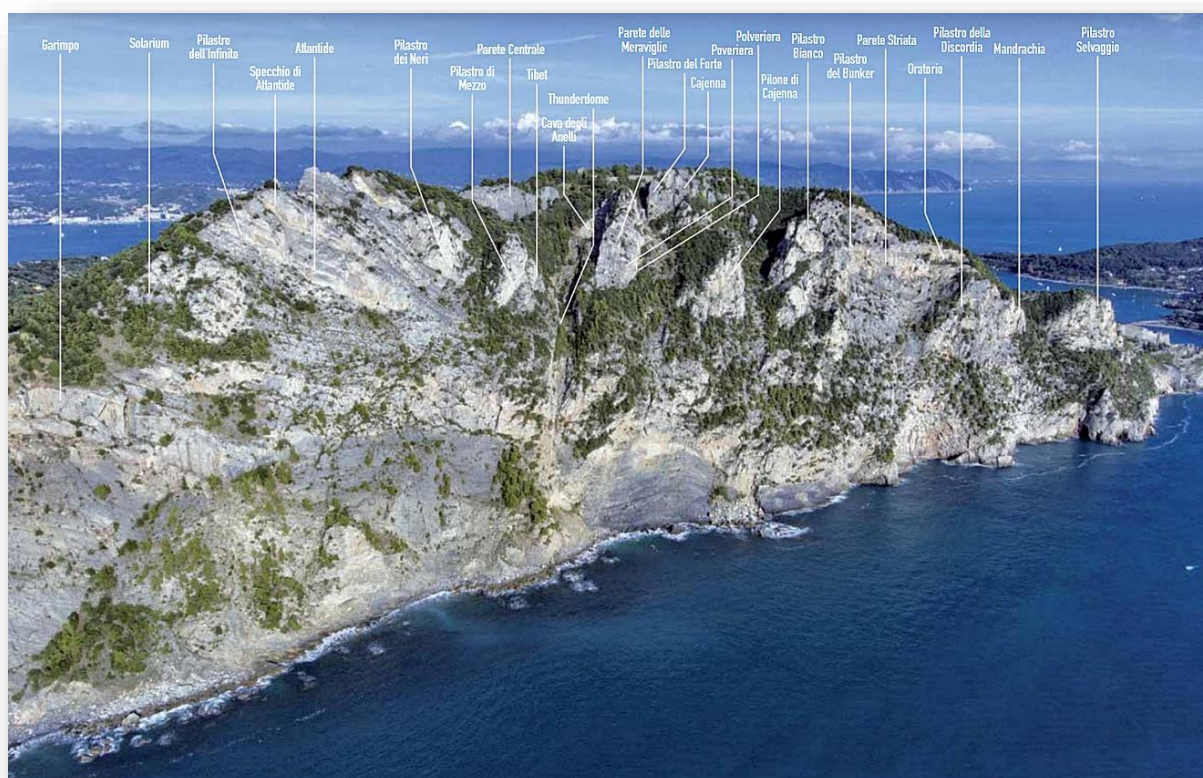 Garimpo
Solarium
Pilastro
dell'Infinito
Specchio di
Atlantide
Atlantide
Pilastro
dei Neri
Pilastro di
Mezzo
Parete Centrale
Tibet
Cava degli
Anelli
Thunderdome
Parete delle
Meraviglie
Pilastro del Forte
Cajenna
Poveriera
Polveriera
Pilone di
Cajenna
Pilastro
Bianco
Pilastro
del Bunker
Parete Striata
Oratorio
Pilastro della
Discordia
Mandrachia
Pilastro
Selvaggio